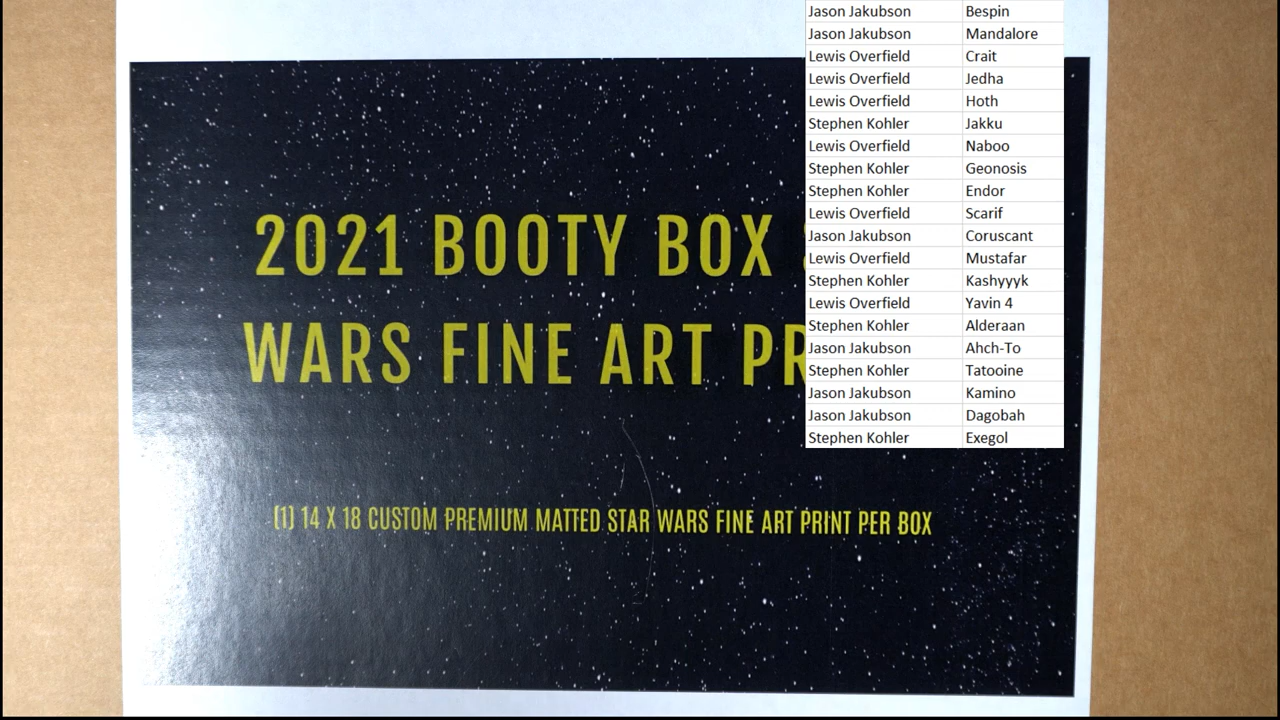 Jason Jakubson Bespin
Jason Jakubson Mandalore
Lewis Overfield Crait
Lewis Overfield Jedha
Lewis Overfield Hoth
Stephen Kohler Jakku
Lewis Overfield Naboo
Stephen Kohler Geonosis
Stephen Kohler Endor
Lewis Overfield Scarif
Jason Jakubson Coruscant
Lewis Overfield Mustafar
Stephen Kohler Kashyyyk
Lewis Overfield Yavin 4
Stephen Kohler Alderaan
Jason Jakubson Ahch-To
Stephen Kohler Tatooine
Jason Jakubson Kamino
Jason Jakubson Dagobah
Stephen Kohler Exegol
2021 BOOTY BOX
WARS FINE ART
(1) 14 X 18 CUSTOM PREMIUM MATTED STAR WARS FINE ART PRINT PER BOX